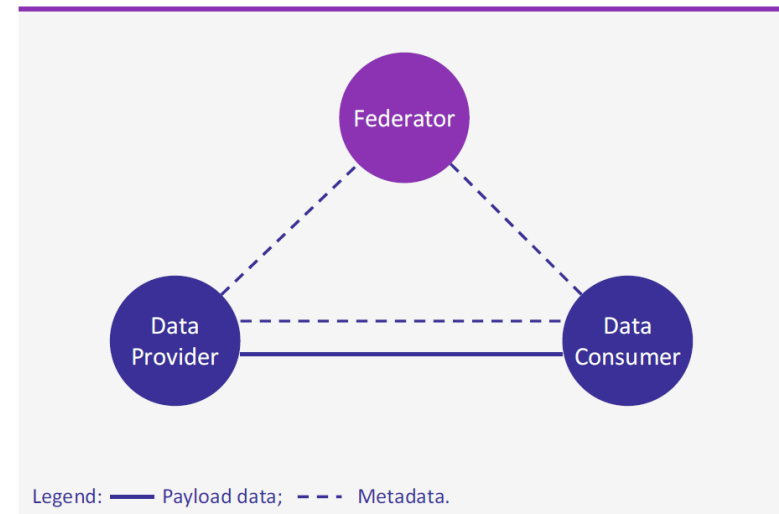 Federator
Data
Provider
Data
Consumer
Legend: Payload data; Metadata.